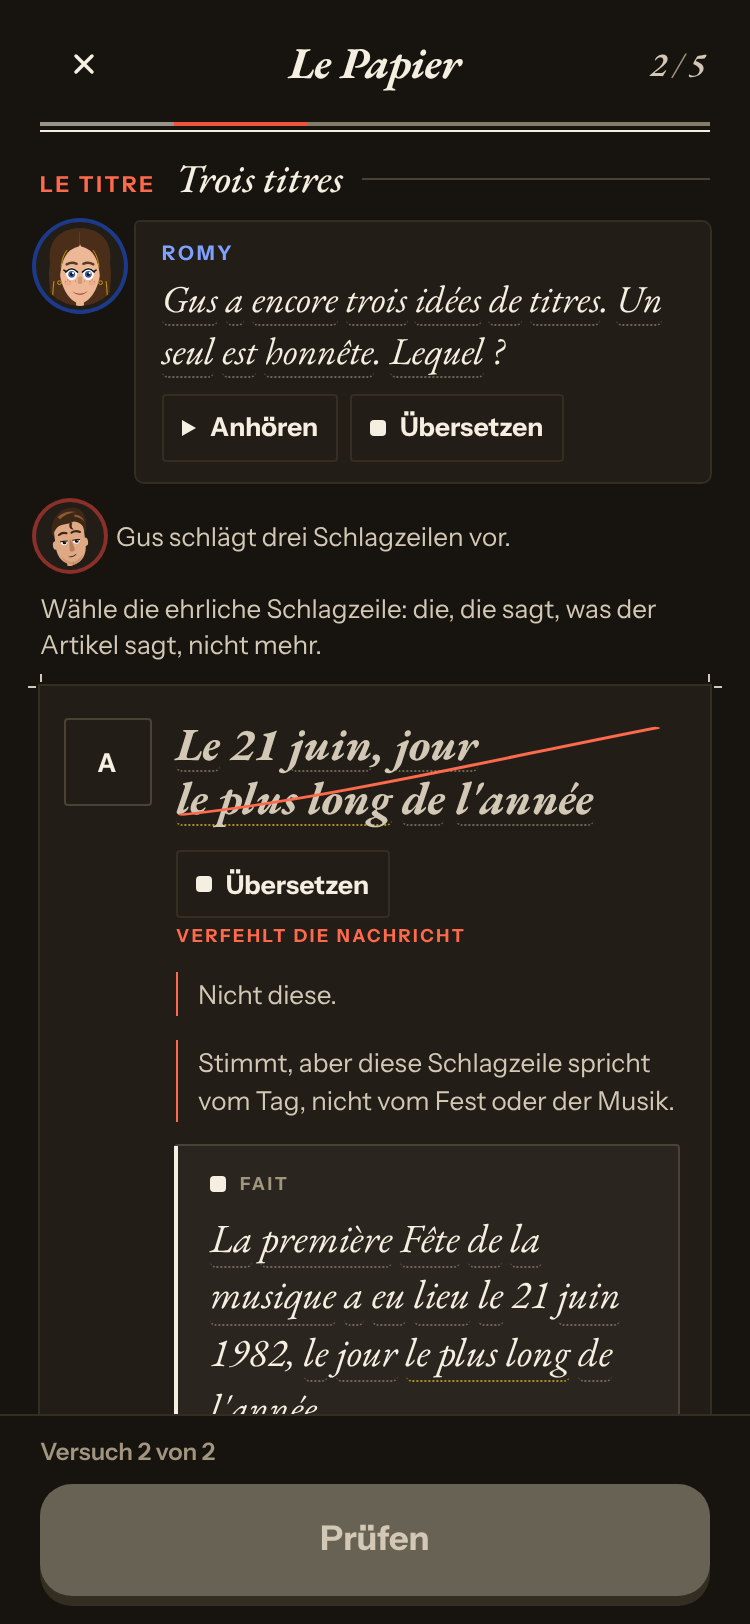 Le Papier
2 / 5
LE TITRE Trois titres
ROMY
Gus a encore trois idées de titres. Un
seul est honnête. Lequel ?
Anhören
Übersetzen
Gus schlägt drei Schlagzeilen vor.
Wähle die ehrliche Schlagzeile: die, die sagt, was der
Artikel sagt, nicht mehr.
A
Le 21 juin, jour
le plus long de l'année
Übersetzen
VERFEHLT DIE NACHRICHT
Nicht diese.
Stimmt, aber diese Schlagzeile spricht
vom Tag, nicht vom Fest oder der Musik.
FAIT
La première Fête de la
musique a eu lieu le 21 juin
1982, le jour le plus long de
l'année
Versuch 2 von 2
Prüfen